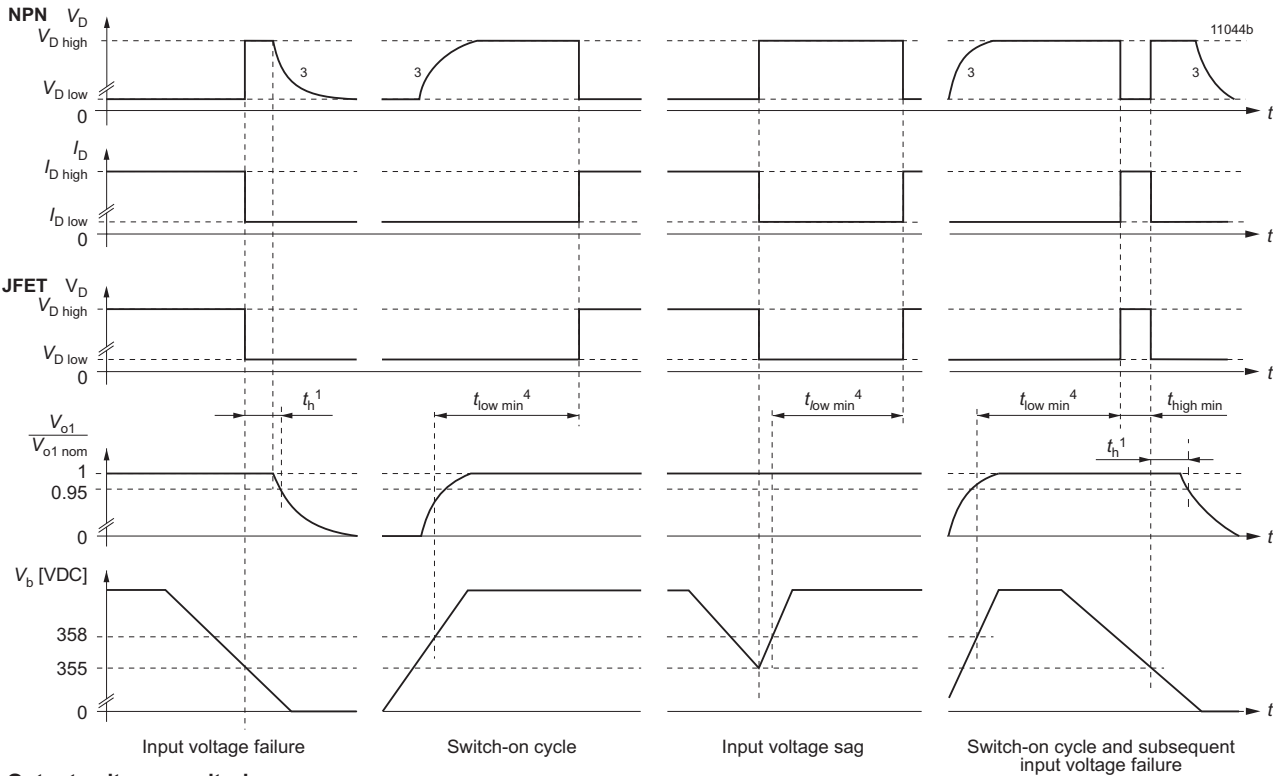 NPN V_D
V_D high
11044b
3
3
3
3
V_D low
0
t
I_D
I_D high
I_D low
0
t
JFET V_D
V_D high
V_D low
0
t
t_h^1
t_low min^4
t_low min^4
t_low min^4
t_high min
V_o1
V_o1 nom
t_h^1
1
0.95
0
t
V_b [VDC]
358
355
0
t
Input voltage failure
Switch-on cycle
Input voltage sag
Switch-on cycle and subsequent
input voltage failure